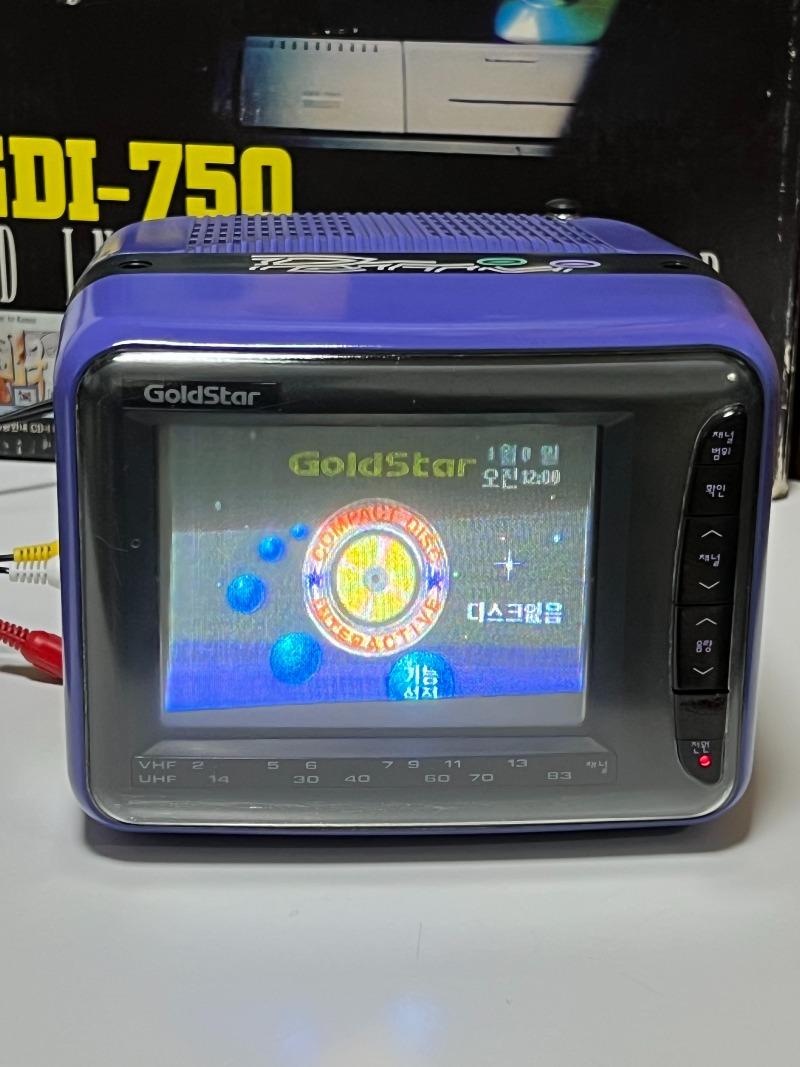 GDI-750
GoldStar
GoldStar
1월 0 일
오전 12:00
COMPACT DISC
INTERACTIVE
디스크없음
기능
설정
채널
범위
확인
채널
음량
전원
VHF 2 5 6 7 9 11 13 채널
UHF 14 30 40 60 70 83